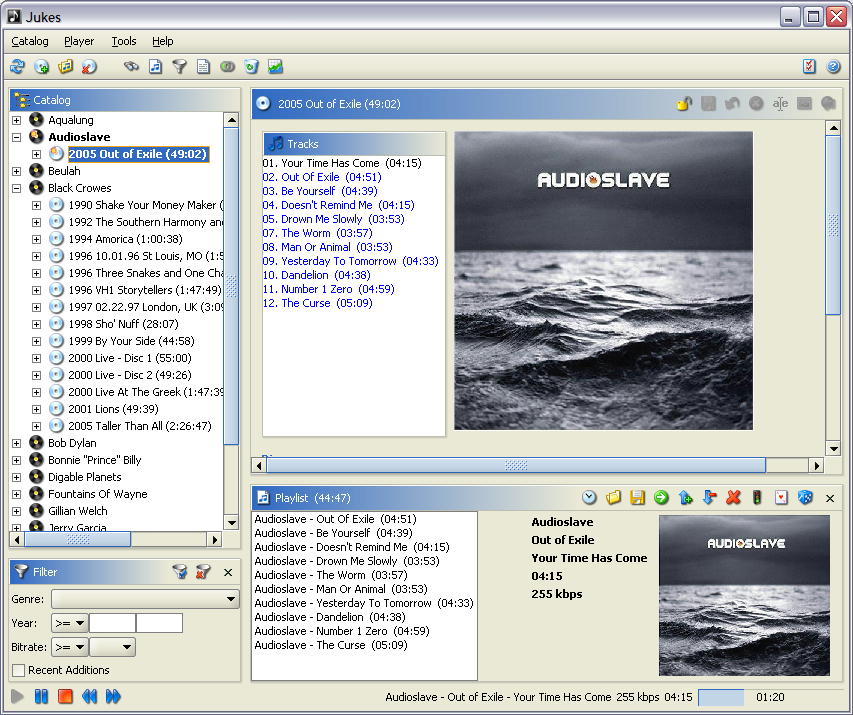 Jukes
Catalog Player Tools Help
Catalog
Aqualung
Audioslave
2005 Out of Exile (49:02)
Beulah
Black Crowes
1990 Shake Your Money Maker (
1992 The Southern Harmony an
1994 Amorica (1:00:38)
1996 10.01.96 St Louis, MO (1:5
1996 Three Snakes and One Cha
1996 VH1 Storytellers (1:47:49)
1997 02.22.97 London, UK (3:09
1998 Sho' Nuff (28:07)
1999 By Your Side (44:58)
2000 Live - Disc 1 (55:00)
2000 Live - Disc 2 (49:26)
2000 Live At The Greek (1:47:39
2001 Lions (49:39)
2005 Taller Than All (2:26:47)
Bob Dylan
Bonnie "Prince" Billy
Digable Planets
Fountains Of Wayne
Gillian Welch
Jerry Garcia
Filter
Genre:
Year: >=
Bitrate: >=
Recent Additions
2005 Out of Exile (49:02)
Tracks
01. Your Time Has Come (04:15)
02. Out Of Exile (04:51)
03. Be Yourself (04:39)
04. Doesn't Remind Me (04:15)
05. Drown Me Slowly (03:53)
07. The Worm (03:57)
08. Man Or Animal (03:53)
09. Yesterday To Tomorrow (04:33)
10. Dandelion (04:38)
11. Number 1 Zero (04:59)
12. The Curse (05:09)
AUDIOSLAVE
Playlist (44:47)
Audioslave - Out Of Exile (04:51)
Audioslave - Be Yourself (04:39)
Audioslave - Doesn't Remind Me (04:15)
Audioslave - Drown Me Slowly (03:53)
Audioslave - The Worm (03:57)
Audioslave - Man Or Animal (03:53)
Audioslave - Yesterday To Tomorrow (04:33)
Audioslave - Dandelion (04:38)
Audioslave - Number 1 Zero (04:59)
Audioslave - The Curse (05:09)
Audioslave
Out of Exile
Your Time Has Come
04:15
255 kbps
AUDIOSLAVE
Audioslave - Out of Exile - Your Time Has Come 255 kbps 04:15 01:20